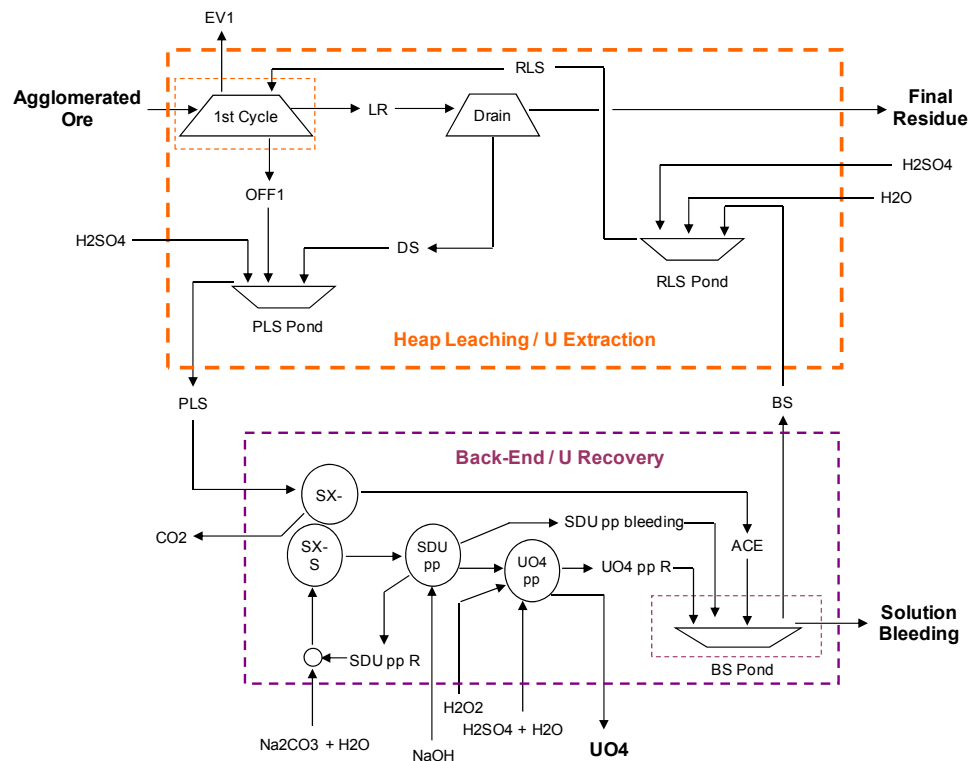 EV1
RLS
Agglomerated
Ore
1st Cycle
LR
Drain
Final
Residue
H2SO4
H2O
OFF1
H2SO4
DS
PLS Pond
RLS Pond
Heap Leaching / U Extraction
PLS
BS
Back-End / U Recovery
SX-
CO2
SX-
S
SDU
pp
SDU pp bleeding
ACE
UO4
pp
UO4 pp R
Solution
Bleeding
SDU pp R
BS Pond
H2O2
H2SO4 + H2O
Na2CO3 + H2O
NaOH
UO4